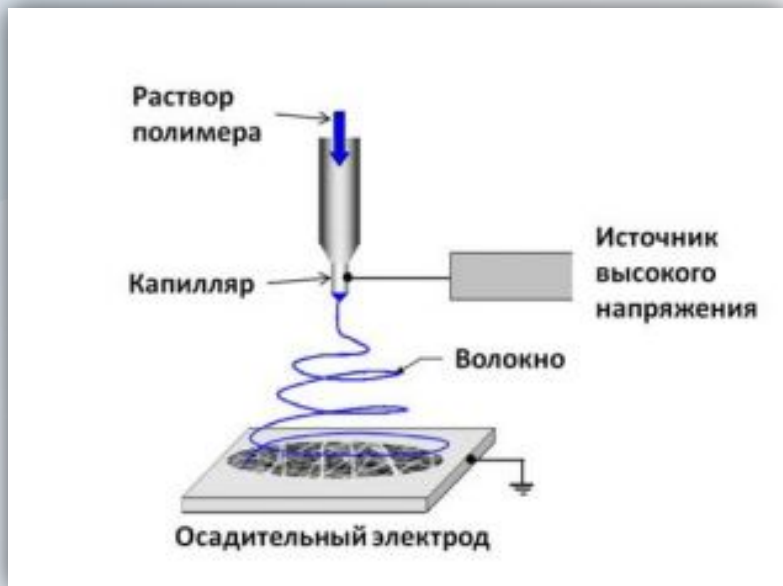 Раствор
полимера
Капилляр
Источник
высокого
напряжения
Волокно
Осадительный электрод